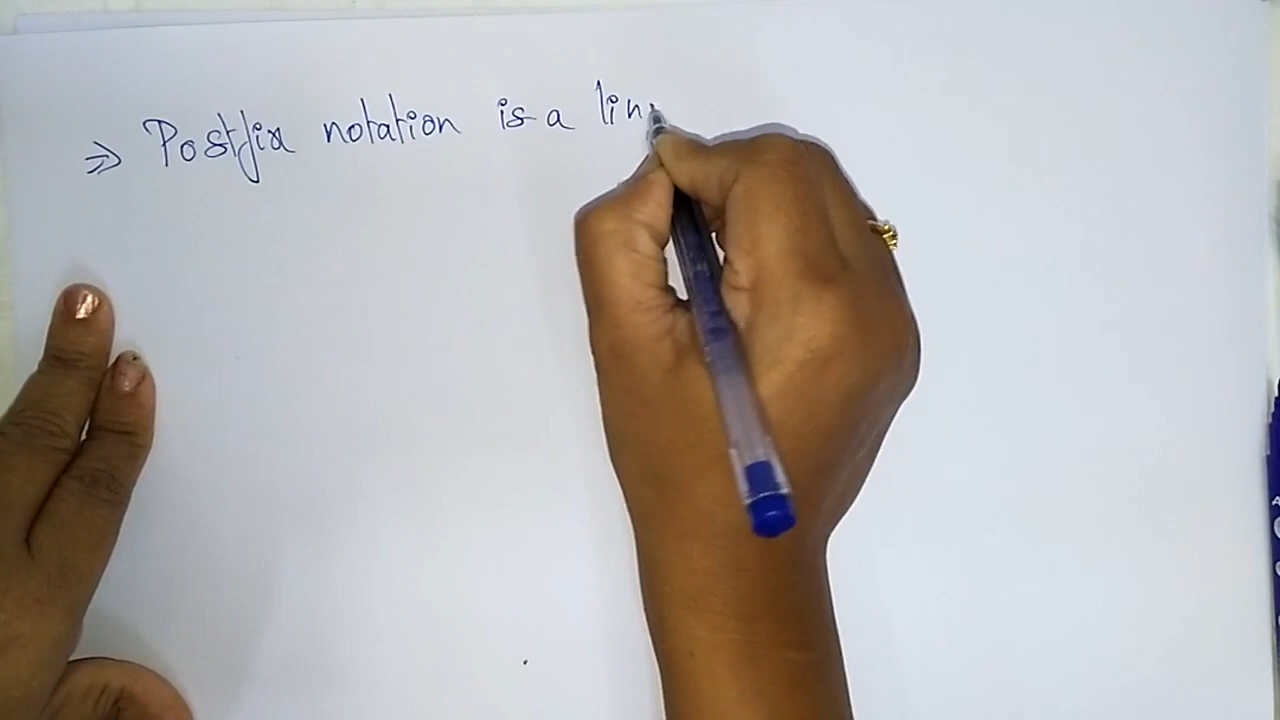 ⇒ Postfix notation is a lin